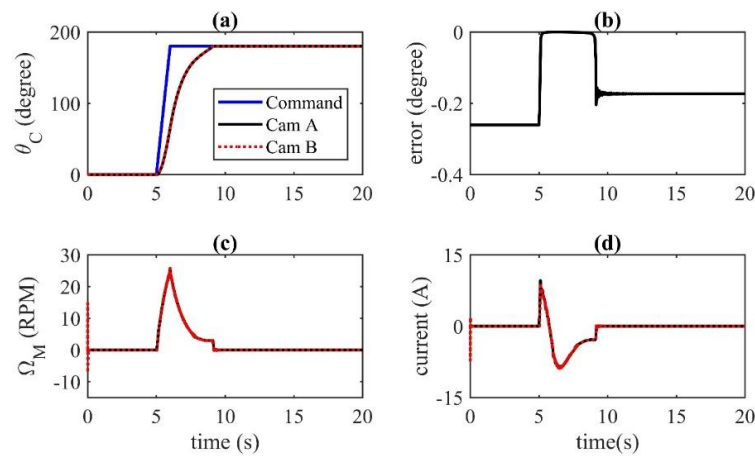 (a)
200
100
0
θ_C (degree)
Command
Cam A
Cam B
0 5 10 15 20
(b)
0
-0.2
-0.4
error (degree)
0 5 10 15 20
(c)
30
20
10
0
-10
Ω_M (RPM)
0 5 10 15 20
time (s)
(d)
15
0
-15
current (A)
0 5 10 15 20
time(s)